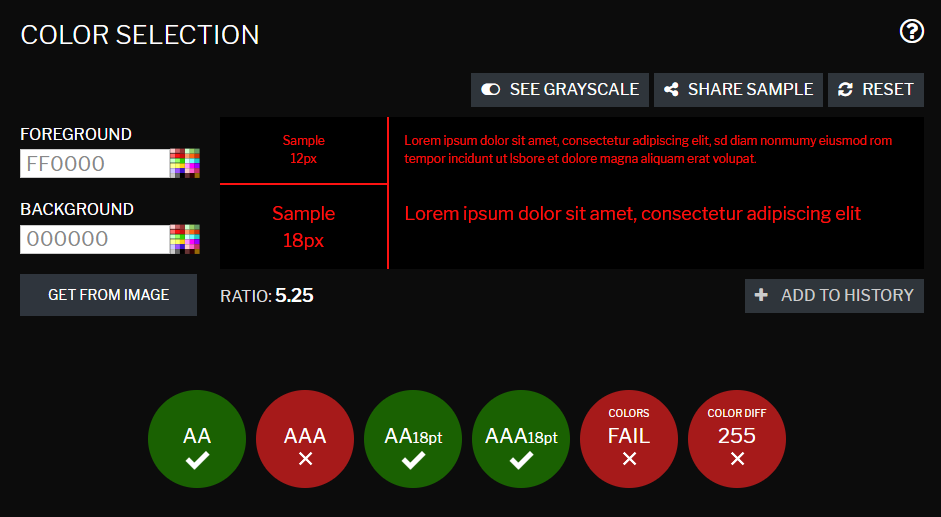 COLOR SELECTION
SEE GRAYSCALE
SHARE SAMPLE
RESET
FOREGROUND
FF0000
BACKGROUND
000000
GET FROM IMAGE
Sample
12px
Lorem ipsum dolor sit amet, consectetur adipiscing elit, sd diam nonmumy eiusmod rom
tempor incidunt ut lsbore et dolore magna aliquam erat volupat.
Sample
18px
Lorem ipsum dolor sit amet, consectetur adipiscing elit
RATIO: 5.25
ADD TO HISTORY
AA
AAA
AA18pt
AAA18pt
COLORS
FAIL
COLOR DIFF
255